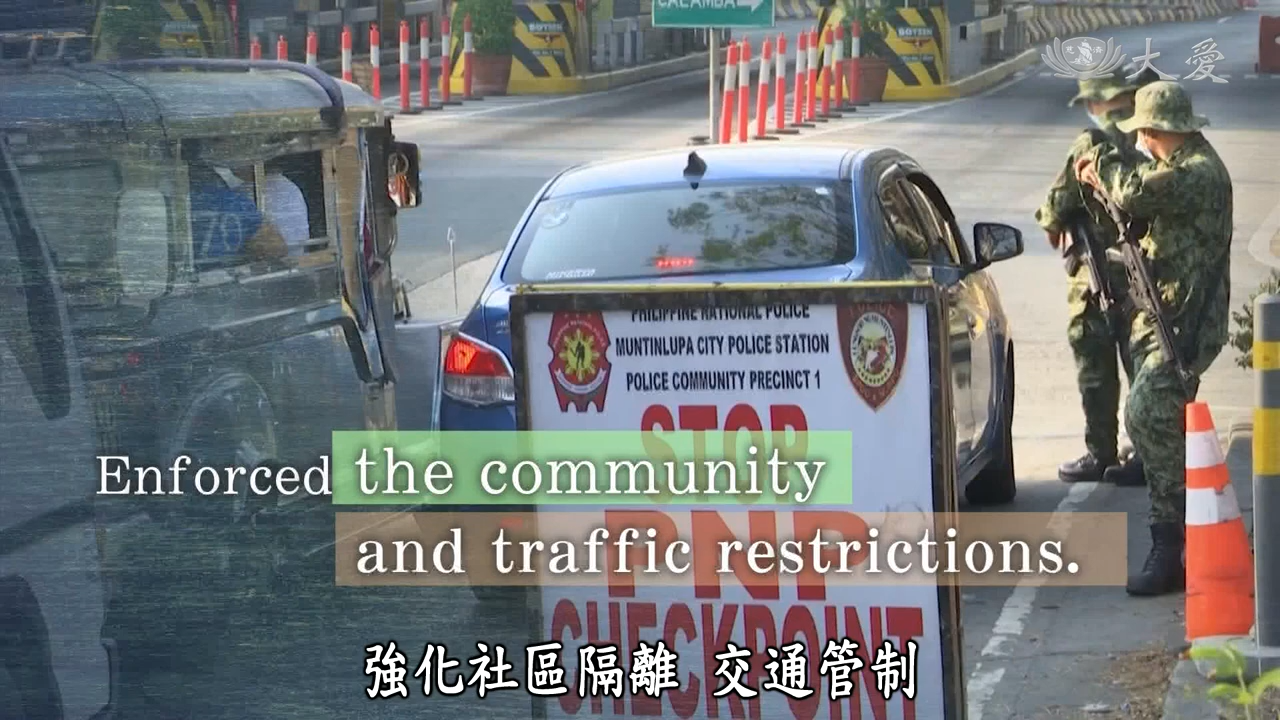 CALAMBA
大愛
70
PHILIPPINE NATIONAL POLICE
MUNTINLUPA CITY POLICE STATION
POLICE COMMUNITY PRECINCT 1
STOP
PNP
CHECKPOINT
Enforced the community
and traffic restrictions.
強化社區隔離 交通管制